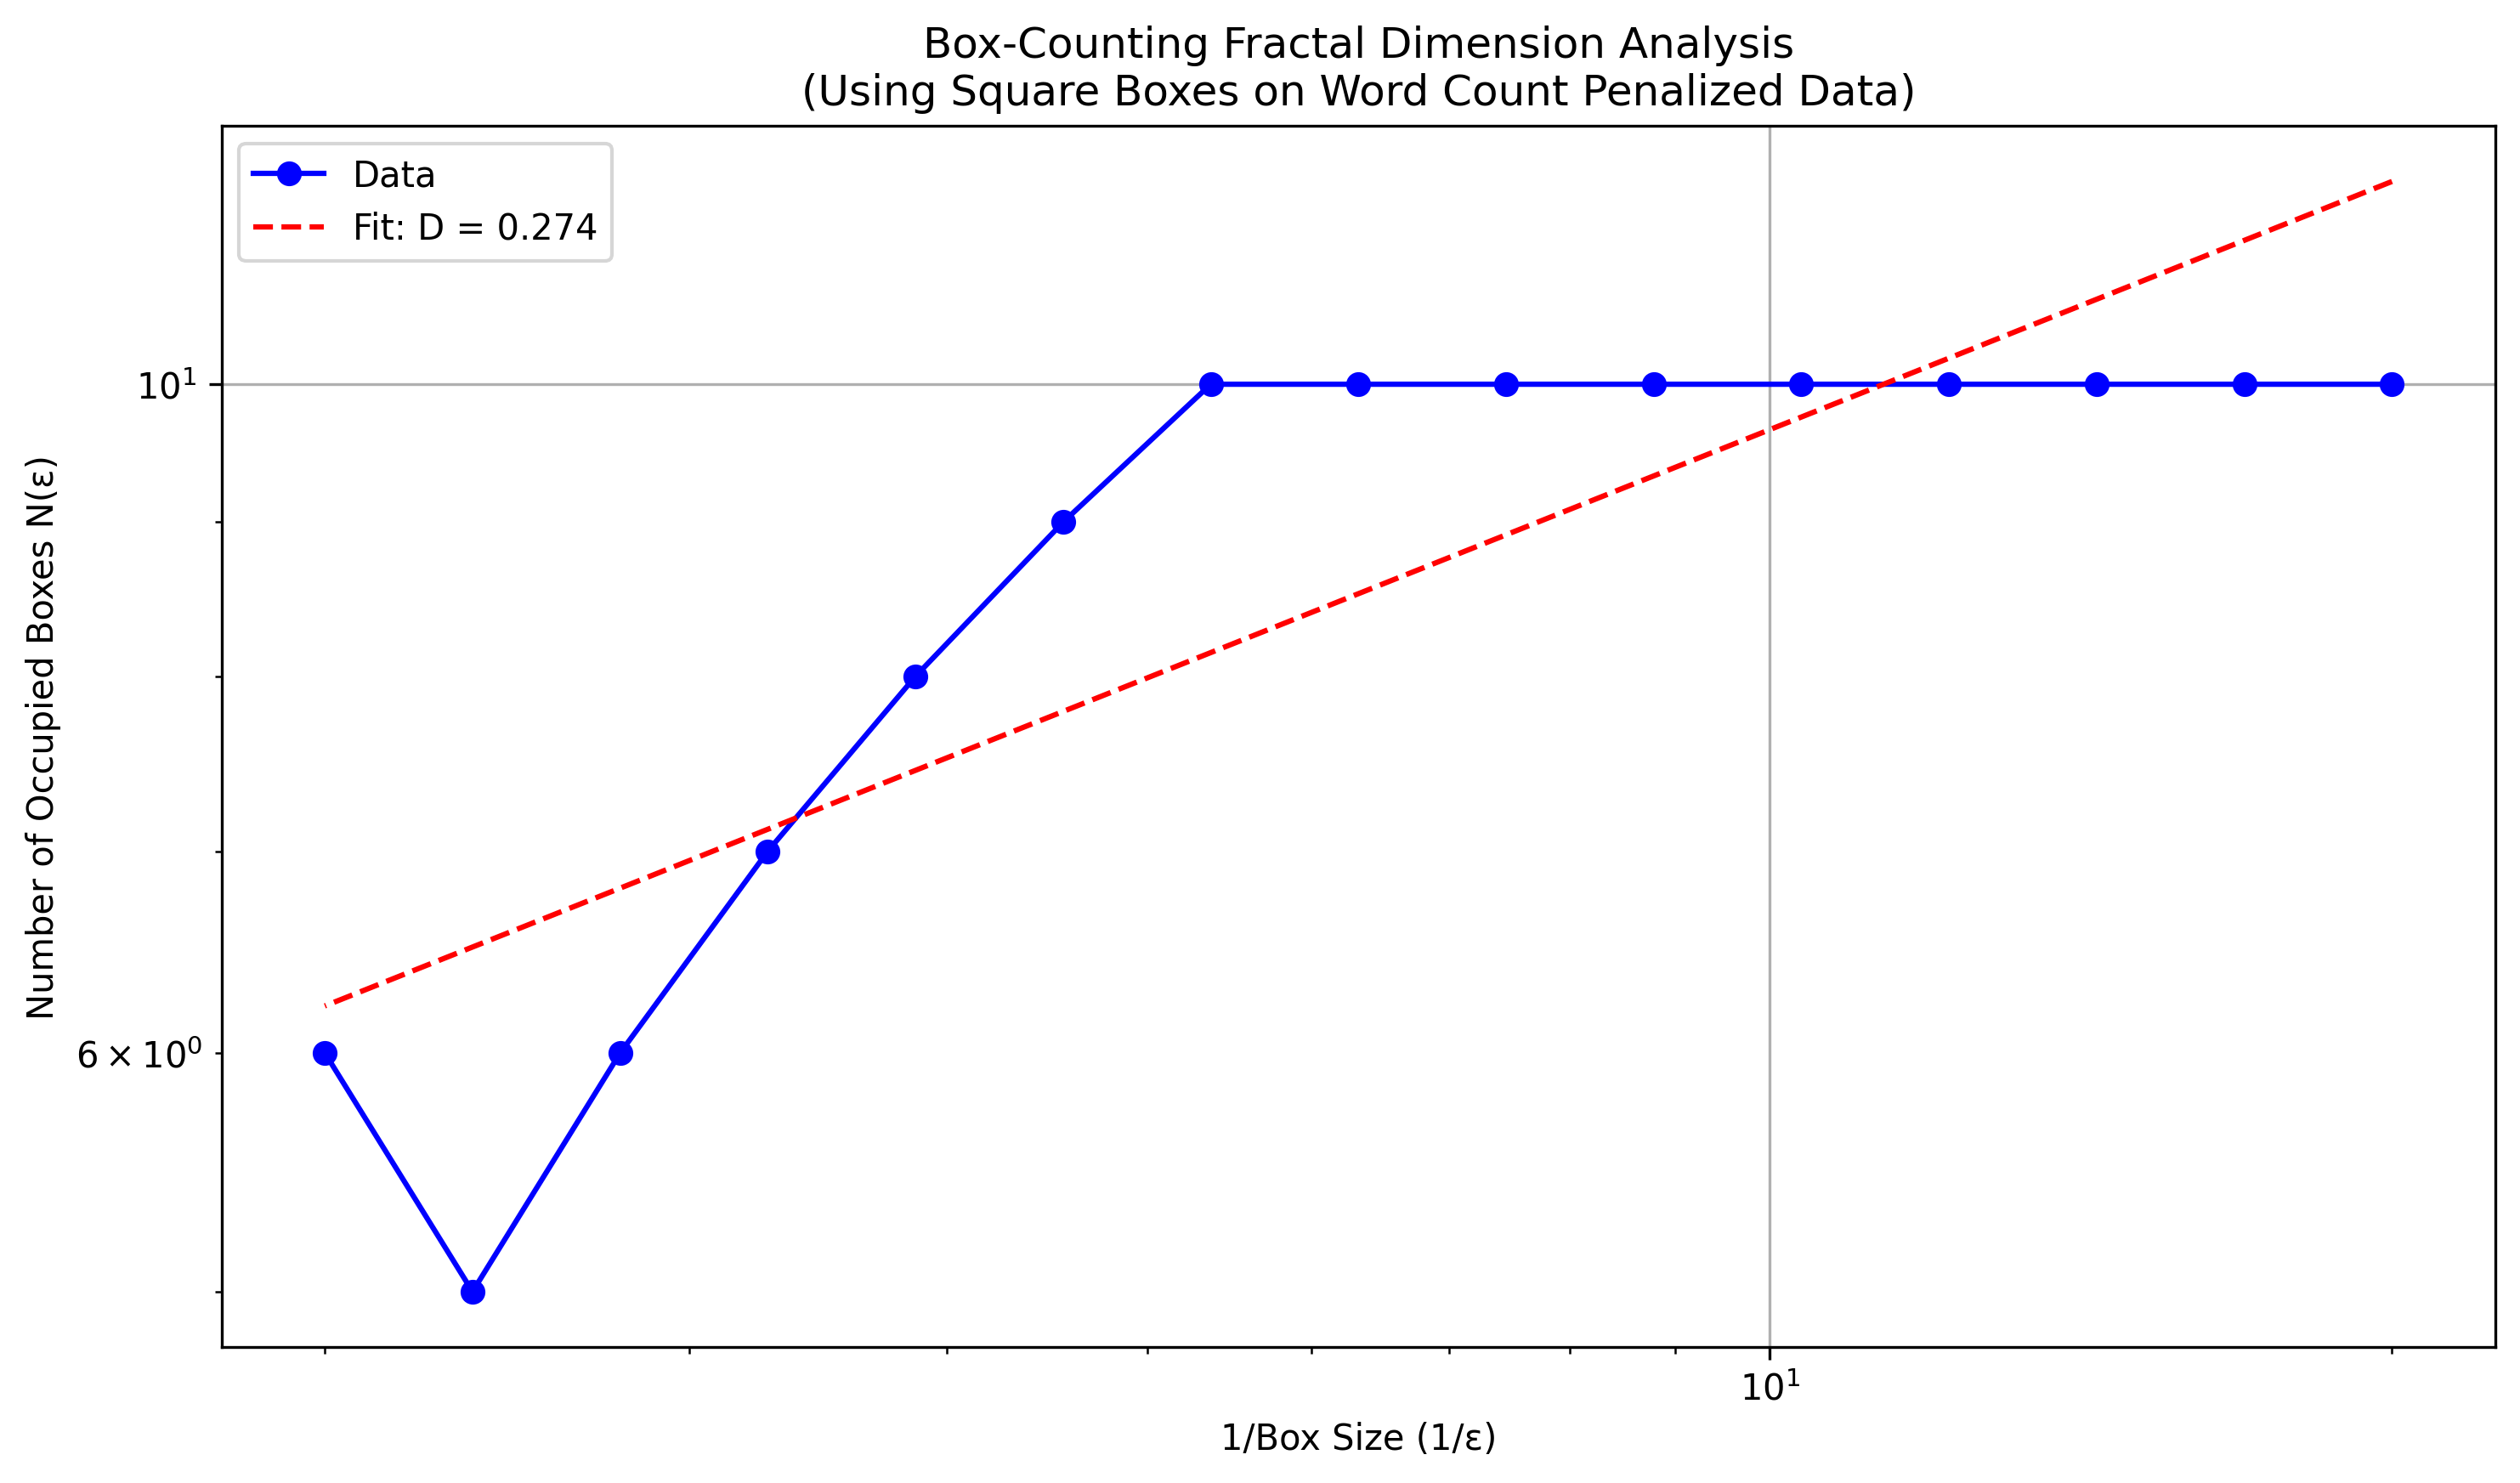 Box-Counting Fractal Dimension Analysis
(Using Square Boxes on Word Count Penalized Data)
Data
Fit: D = 0.274
10¹
6 × 10⁰
Number of Occupied Boxes N(ε)
10¹
1/Box Size (1/ε)